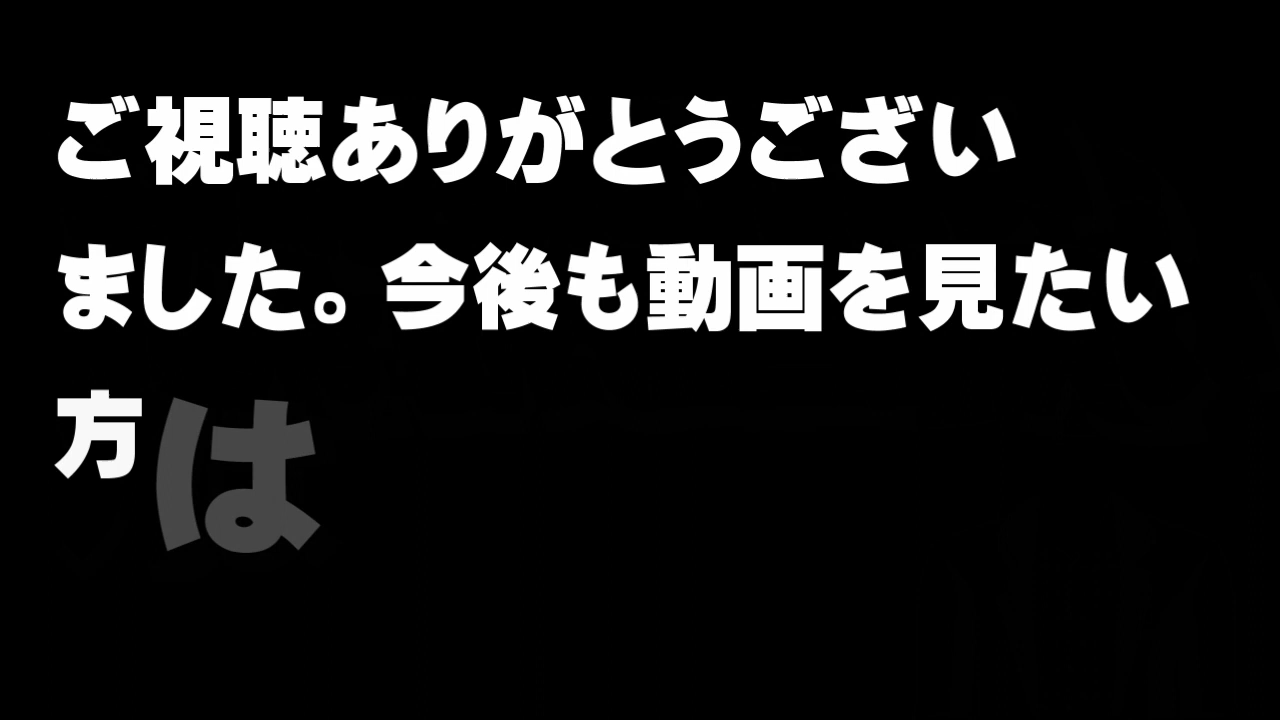 ご視聴ありがとうござい
ました。今後も動画を見たい
方は